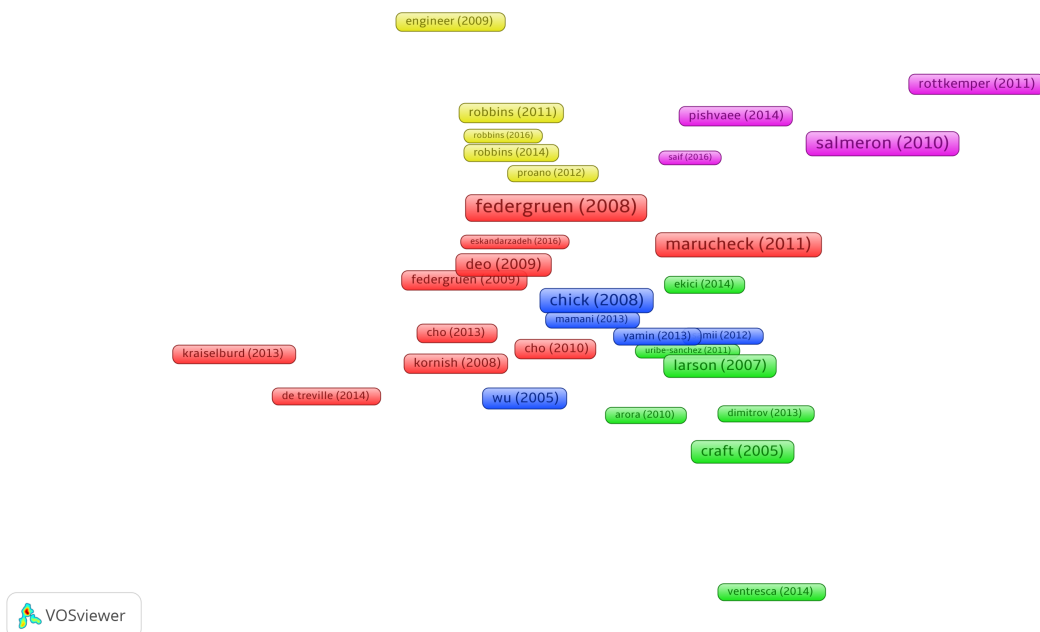 engineer (2009)
rottkemper (2011)
robbins (2011)
pishvaee (2014)
robbins (2016)
salmeron (2010)
robbins (2014)
saif (2016)
proano (2012)
federgruen (2008)
eskandarzadeh (2016)
marucheck (2011)
deo (2009)
federgruen (2009)
ekici (2014)
chick (2008)
mamani (2013)
cho (2013)
yamin (2013)
mii (2012)
cho (2010)
uribe-sanchez (2011)
kraiselburd (2013)
kornish (2008)
larson (2007)
de treville (2014)
wu (2005)
arora (2010)
dimitrov (2013)
craft (2005)
ventresca (2014)
VOSviewer